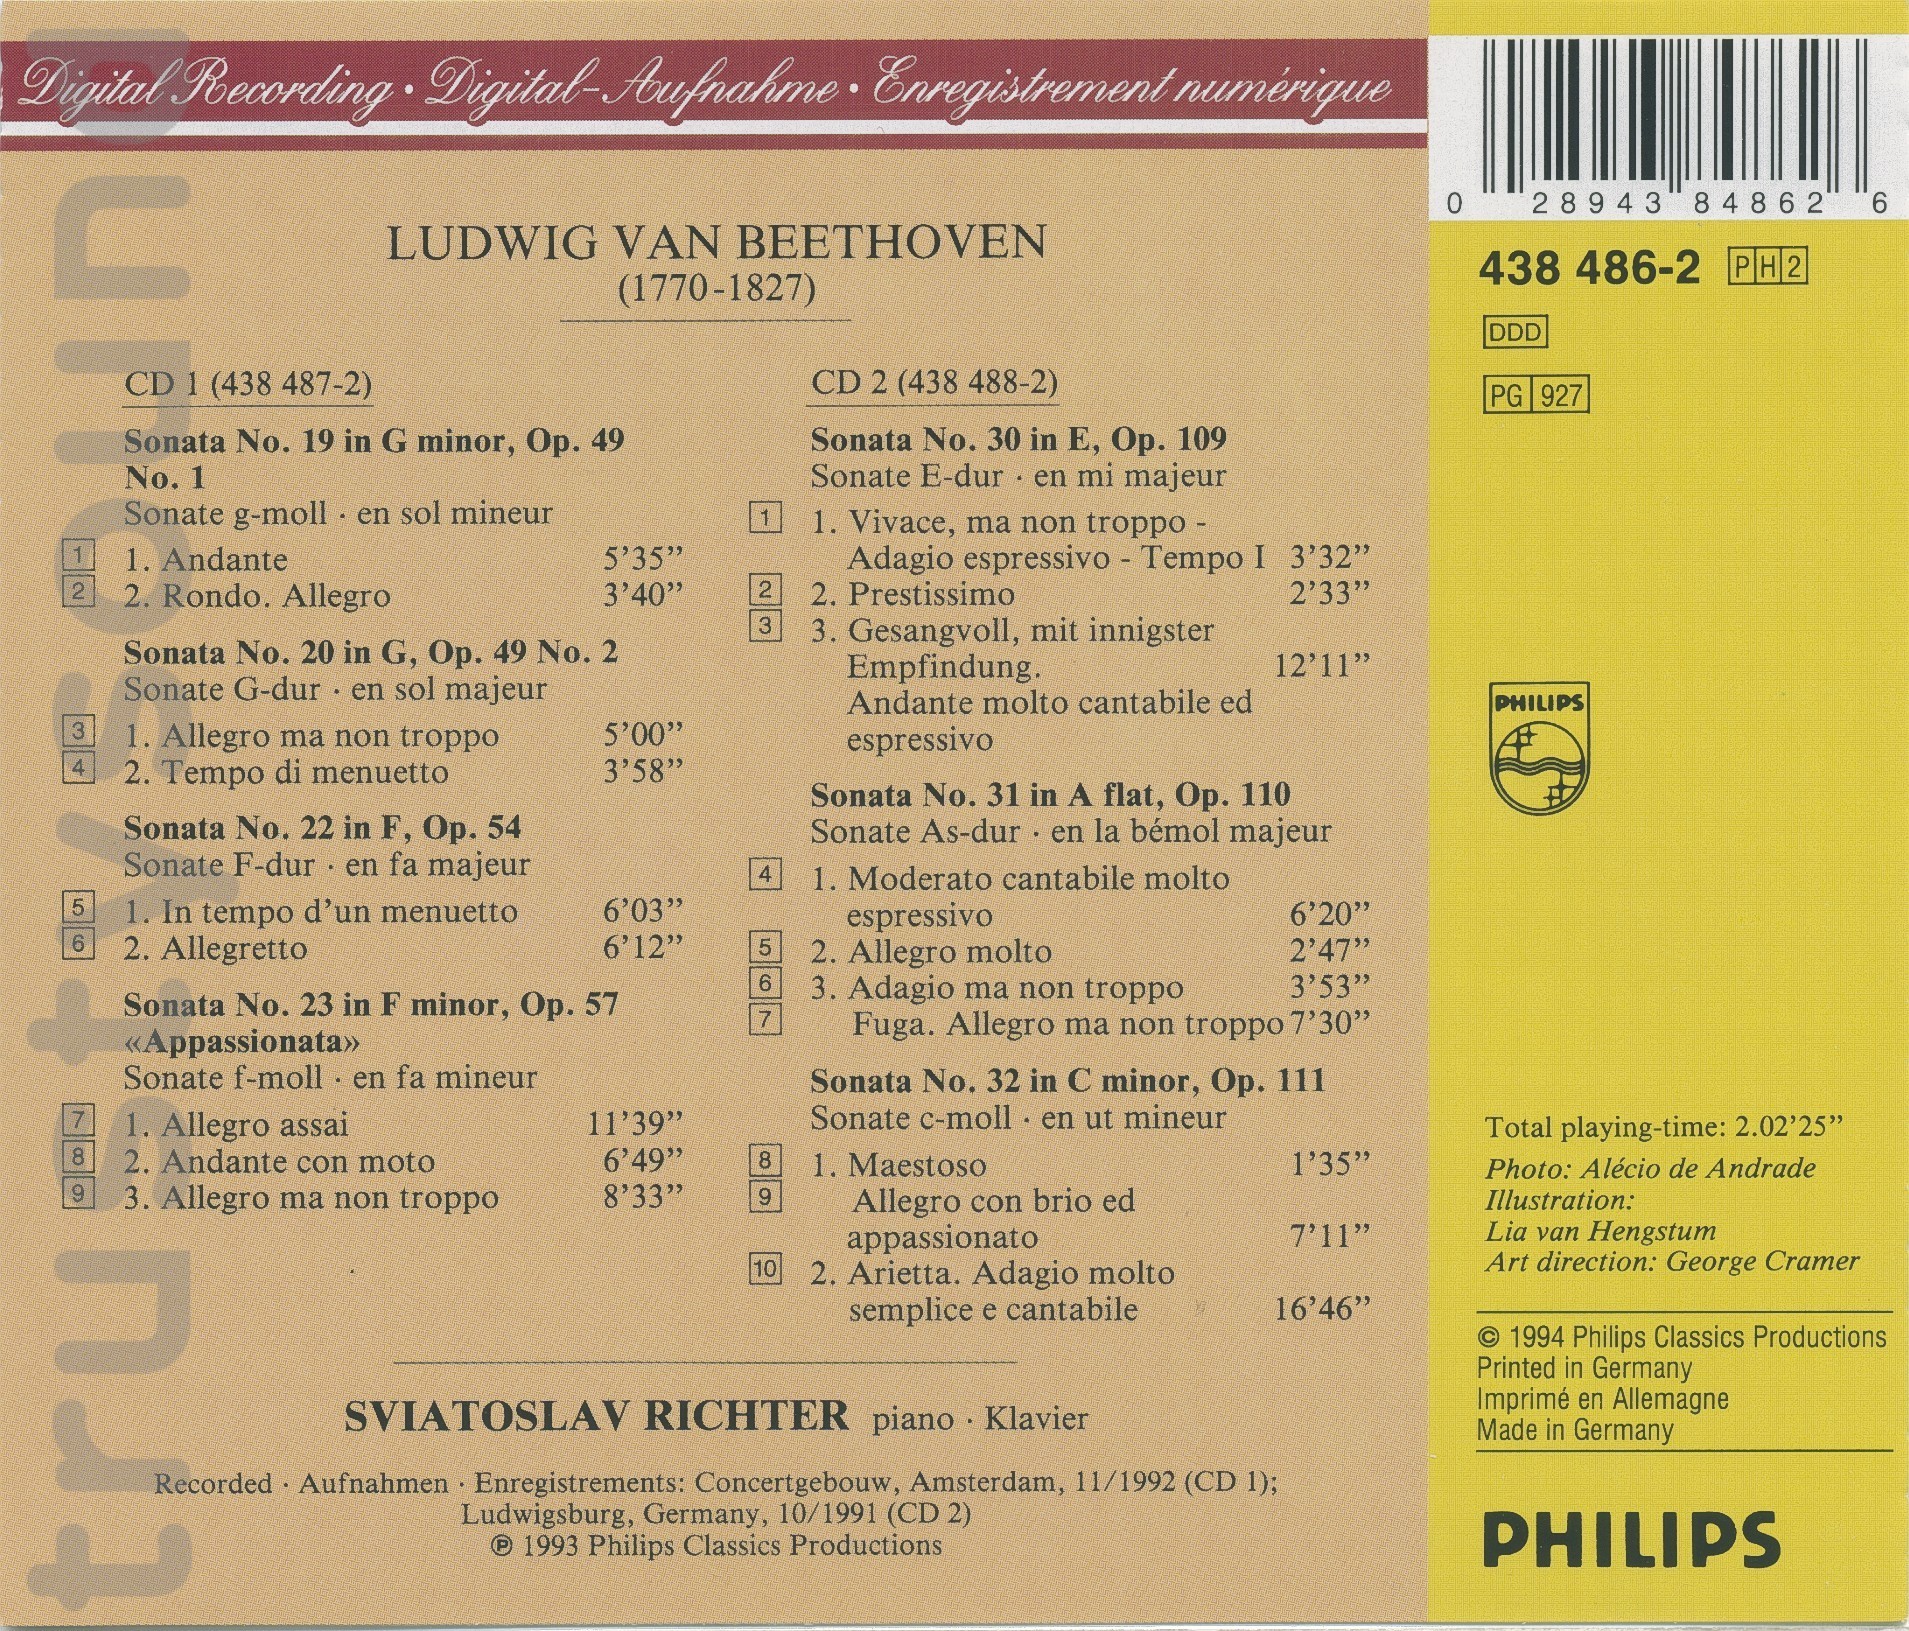 Digital Recording · Digital-Aufnahme · Enregistrement numérique
LUDWIG VAN BEETHOVEN
(1770-1827)
CD 1 (438 487-2)
Sonata No. 19 in G minor, Op. 49
No. 1
Sonate g-moll · en sol mineur
1 1. Andante 5’35”
2 2. Rondo. Allegro 3’40”
Sonata No. 20 in G, Op. 49 No. 2
Sonate G-dur · en sol majeur
3 1. Allegro ma non troppo 5’00”
4 2. Tempo di menuetto 3’58”
Sonata No. 22 in F, Op. 54
Sonate F-dur · en fa majeur
5 1. In tempo d’un menuetto 6’03”
6 2. Allegretto 6’12”
Sonata No. 23 in F minor, Op. 57
«Appassionata»
Sonate f-moll · en fa mineur
7 1. Allegro assai 11’39”
8 2. Andante con moto 6’49”
9 3. Allegro ma non troppo 8’33”
CD 2 (438 488-2)
Sonata No. 30 in E, Op. 109
Sonate E-dur · en mi majeur
1 1. Vivace, ma non troppo -
Adagio espressivo - Tempo I 3’32”
2 2. Prestissimo 2’33”
3 3. Gesangvoll, mit innigster
Empfindung. 12’11”
Andante molto cantabile ed
espressivo
Sonata No. 31 in A flat, Op. 110
Sonate As-dur · en la bémol majeur
4 1. Moderato cantabile molto
espressivo 6’20”
5 2. Allegro molto 2’47”
6 3. Adagio ma non troppo 3’53”
7 Fuga. Allegro ma non troppo 7’30”
Sonata No. 32 in C minor, Op. 111
Sonate c-moll · en ut mineur
8 1. Maestoso 1’35”
9 Allegro con brio ed
appassionato 7’11”
10 2. Arietta. Adagio molto
semplice e cantabile 16’46”
SVIATOSLAV RICHTER piano · Klavier
Recorded · Aufnahmen · Enregistrements: Concertgebouw, Amsterdam, 11/1992 (CD 1);
Ludwigsburg, Germany, 10/1991 (CD 2)
℗ 1993 Philips Classics Productions
0 28943 84862 6
438 486-2 PH2
DDD
PG 927
PHILIPS
Total playing-time: 2.02’25”
Photo: Alécio de Andrade
Illustration:
Lia van Hengstum
Art direction: George Cramer
© 1994 Philips Classics Productions
Printed in Germany
Imprimé en Allemagne
Made in Germany
PHILIPS
trustysound